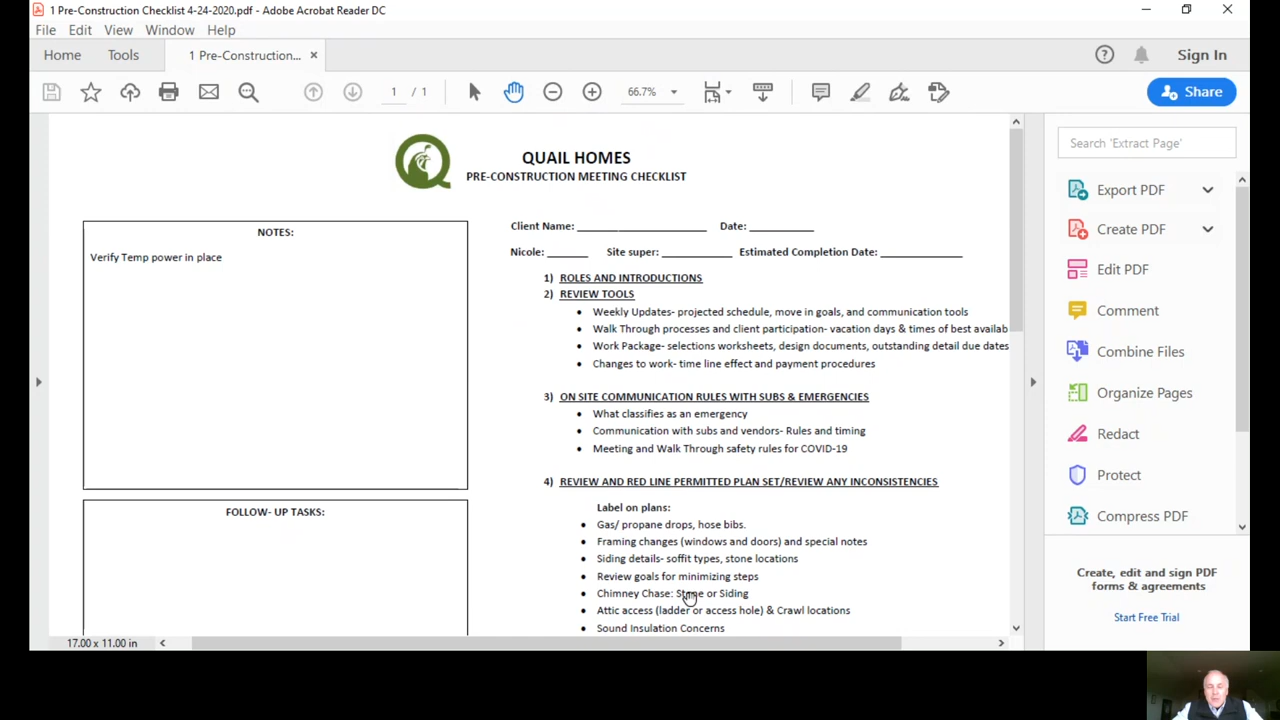 1 Pre-Construction Checklist 4-24-2020.pdf - Adobe Acrobat Reader DC
File Edit View Window Help
Home Tools 1 Pre-Construction... × Sign In
1 / 1 66.7% Share
QUAIL HOMES
PRE-CONSTRUCTION MEETING CHECKLIST
NOTES:
Verify Temp power in place
FOLLOW- UP TASKS:
Client Name: ______ Date: ______
Nicole: ______ Site super: ______ Estimated Completion Date: ______
1) ROLES AND INTRODUCTIONS
2) REVIEW TOOLS
• Weekly Updates- projected schedule, move in goals, and communication tools
• Walk Through processes and client participation- vacation days & times of best availab
• Work Package- selections worksheets, design documents, outstanding detail due dates
• Changes to work- time line effect and payment procedures
3) ON SITE COMMUNICATION RULES WITH SUBS & EMERGENCIES
• What classifies as an emergency
• Communication with subs and vendors- Rules and timing
• Meeting and Walk Through safety rules for COVID-19
4) REVIEW AND RED LINE PERMITTED PLAN SET/REVIEW ANY INCONSISTENCIES
Label on plans:
• Gas/ propane drops, hose bibs.
• Framing changes (windows and doors) and special notes
• Siding details- soffit types, stone locations
• Review goals for minimizing steps
• Chimney Chase: Stone or Siding
• Attic access (ladder or access hole) & Crawl locations
• Sound Insulation Concerns
17.00 x 11.00 in
Search 'Extract Page'
Export PDF
Create PDF
Edit PDF
Comment
Combine Files
Organize Pages
Redact
Protect
Compress PDF
Create, edit and sign PDF
forms & agreements
Start Free Trial